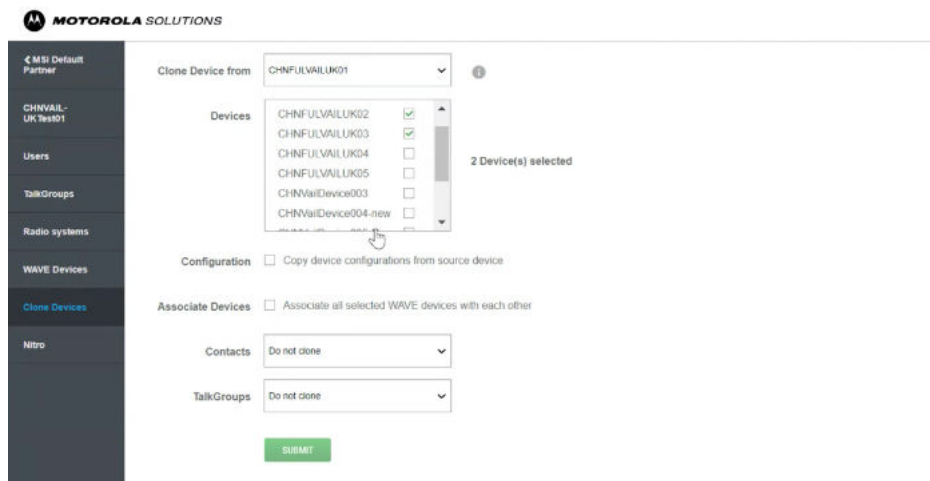 MOTOROLA SOLUTIONS
MSI Default
Partner
CHNVAIL-
UKTest01
Users
TalkGroups
Radio systems
WAVE Devices
Clone Devices
Nitro
Clone Device from
CHNFULVAILUK01
Devices
CHNFULVAILUK02
CHNFULVAILUK03
CHNFULVAILUK04
CHNFULVAILUK05
CHNVailDevice003
CHNVailDevice004-new
2 Device(s) selected
Configuration
Copy device configurations from source device
Associate Devices
Associate all selected WAVE devices with each other
Contacts
Do not clone
TalkGroups
Do not clone
SUBMIT